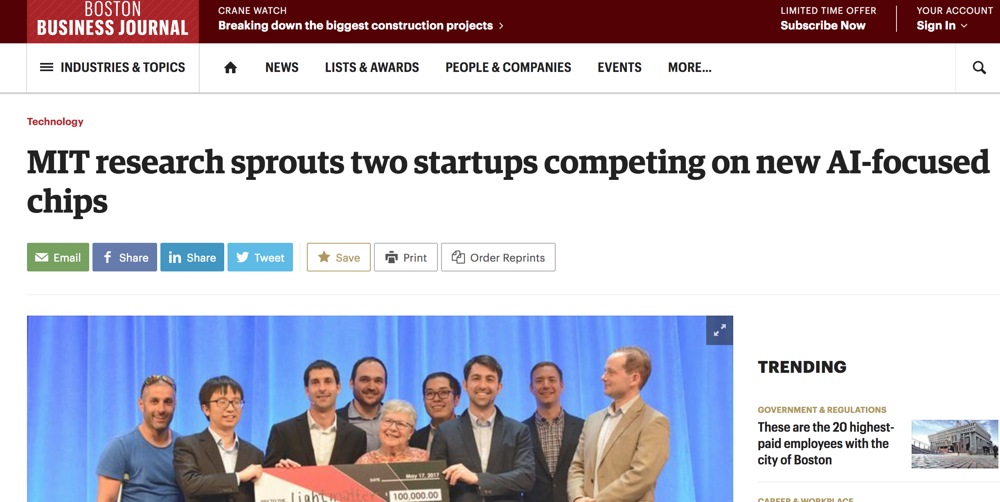 BOSTON
BUSINESS JOURNAL
CRANE WATCH
Breaking down the biggest construction projects
LIMITED TIME OFFER
Subscribe Now
YOUR ACCOUNT
Sign In
INDUSTRIES & TOPICS
NEWS
LISTS & AWARDS
PEOPLE & COMPANIES
EVENTS
MORE...
Technology
MIT research sprouts two startups competing on new AI-focused
chips
Email
f Share
in Share
Tweet
Save
Print
Order Reprints
DATE May 17, 2017
PAY TO THE Lightmatter $ 100,000.00
TRENDING
GOVERNMENT & REGULATIONS
These are the 20 highest-
paid employees with the
city of Boston
CAREER & WORKPLACE